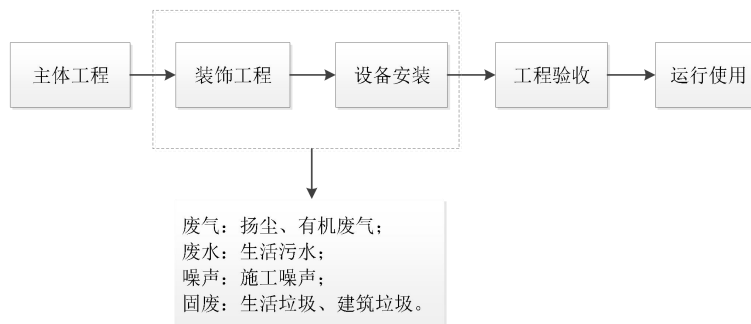 主体工程
装饰工程
设备安装
工程验收
运行使用
废气：扬尘、有机废气；
废水：生活污水；
噪声：施工噪声；
固废：生活垃圾、建筑垃圾。